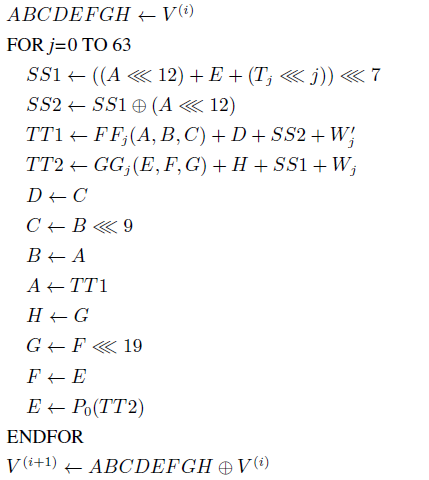 ABCDEFGH ← V^(i)
FOR j=0 TO 63
SS1 ← ((A ⋘ 12) + E + (T_j ⋘ j)) ⋘ 7
SS2 ← SS1 ⊕ (A ⋘ 12)
TT1 ← FF_j(A, B, C) + D + SS2 + W′_j
TT2 ← GG_j(E, F, G) + H + SS1 + W_j
D ← C
C ← B ⋘ 9
B ← A
A ← TT1
H ← G
G ← F ⋘ 19
F ← E
E ← P_0(TT2)
ENDFOR
V^(i+1) ← ABCDEFGH ⊕ V^(i)